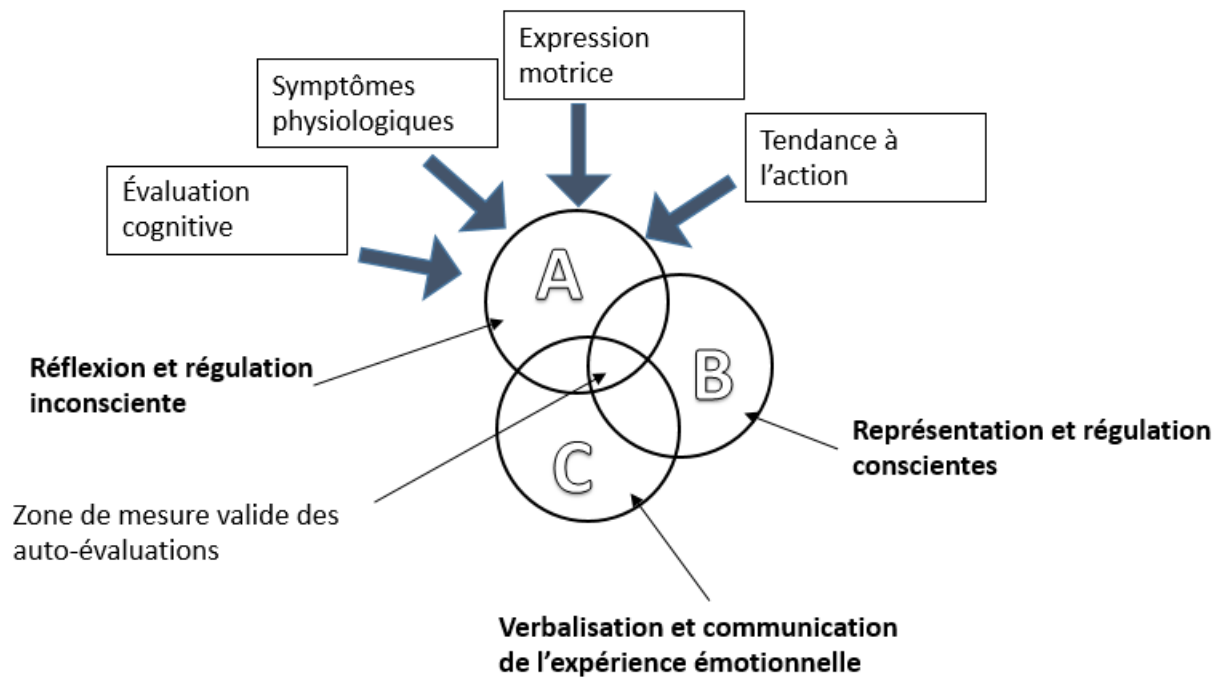 Expression
motrice
Symptômes
physiologiques
Tendance à
l’action
Évaluation
cognitive
A
B
C
Réflexion et régulation
inconsciente
Représentation et régulation
conscientes
Zone de mesure valide des
auto-évaluations
Verbalisation et communication
de l’expérience émotionnelle